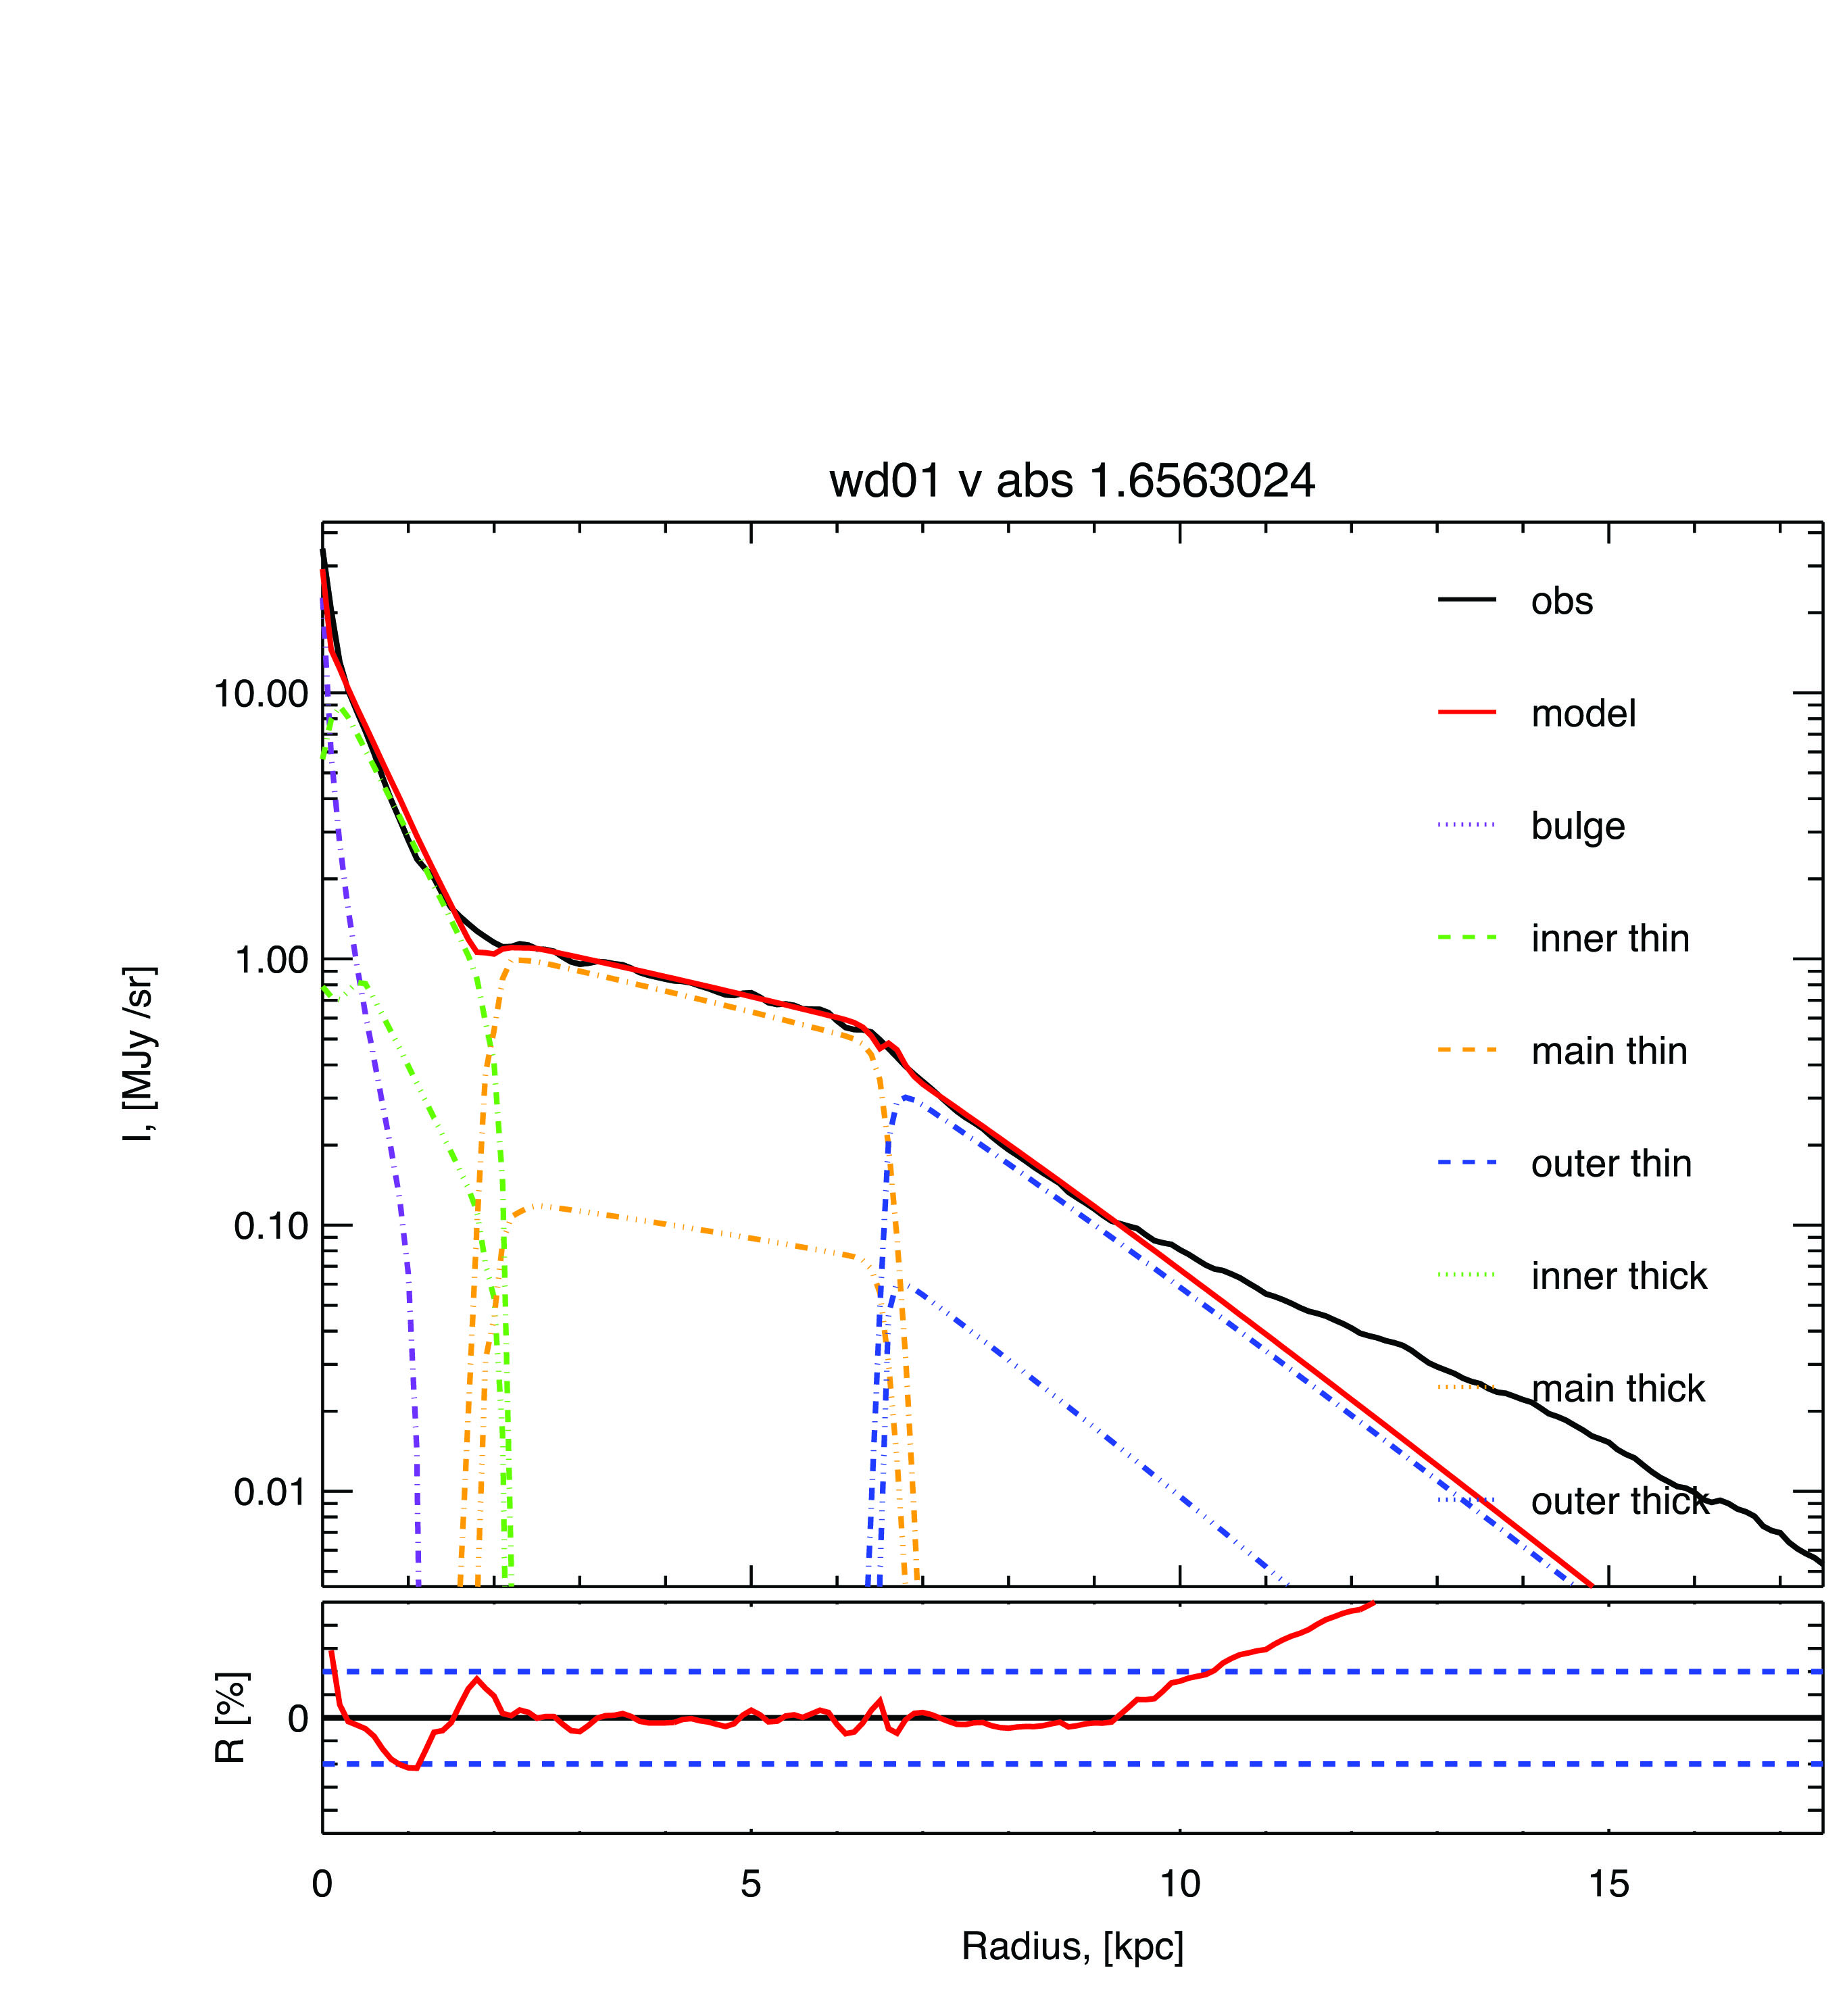 wd01 v abs 1.6563024
I, [MJy /sr]
10.00
1.00
0.10
0.01
obs
model
bulge
inner thin
main thin
outer thin
inner thick
main thick
outer thick
R [%]
0
0 5 10 15
Radius, [kpc]